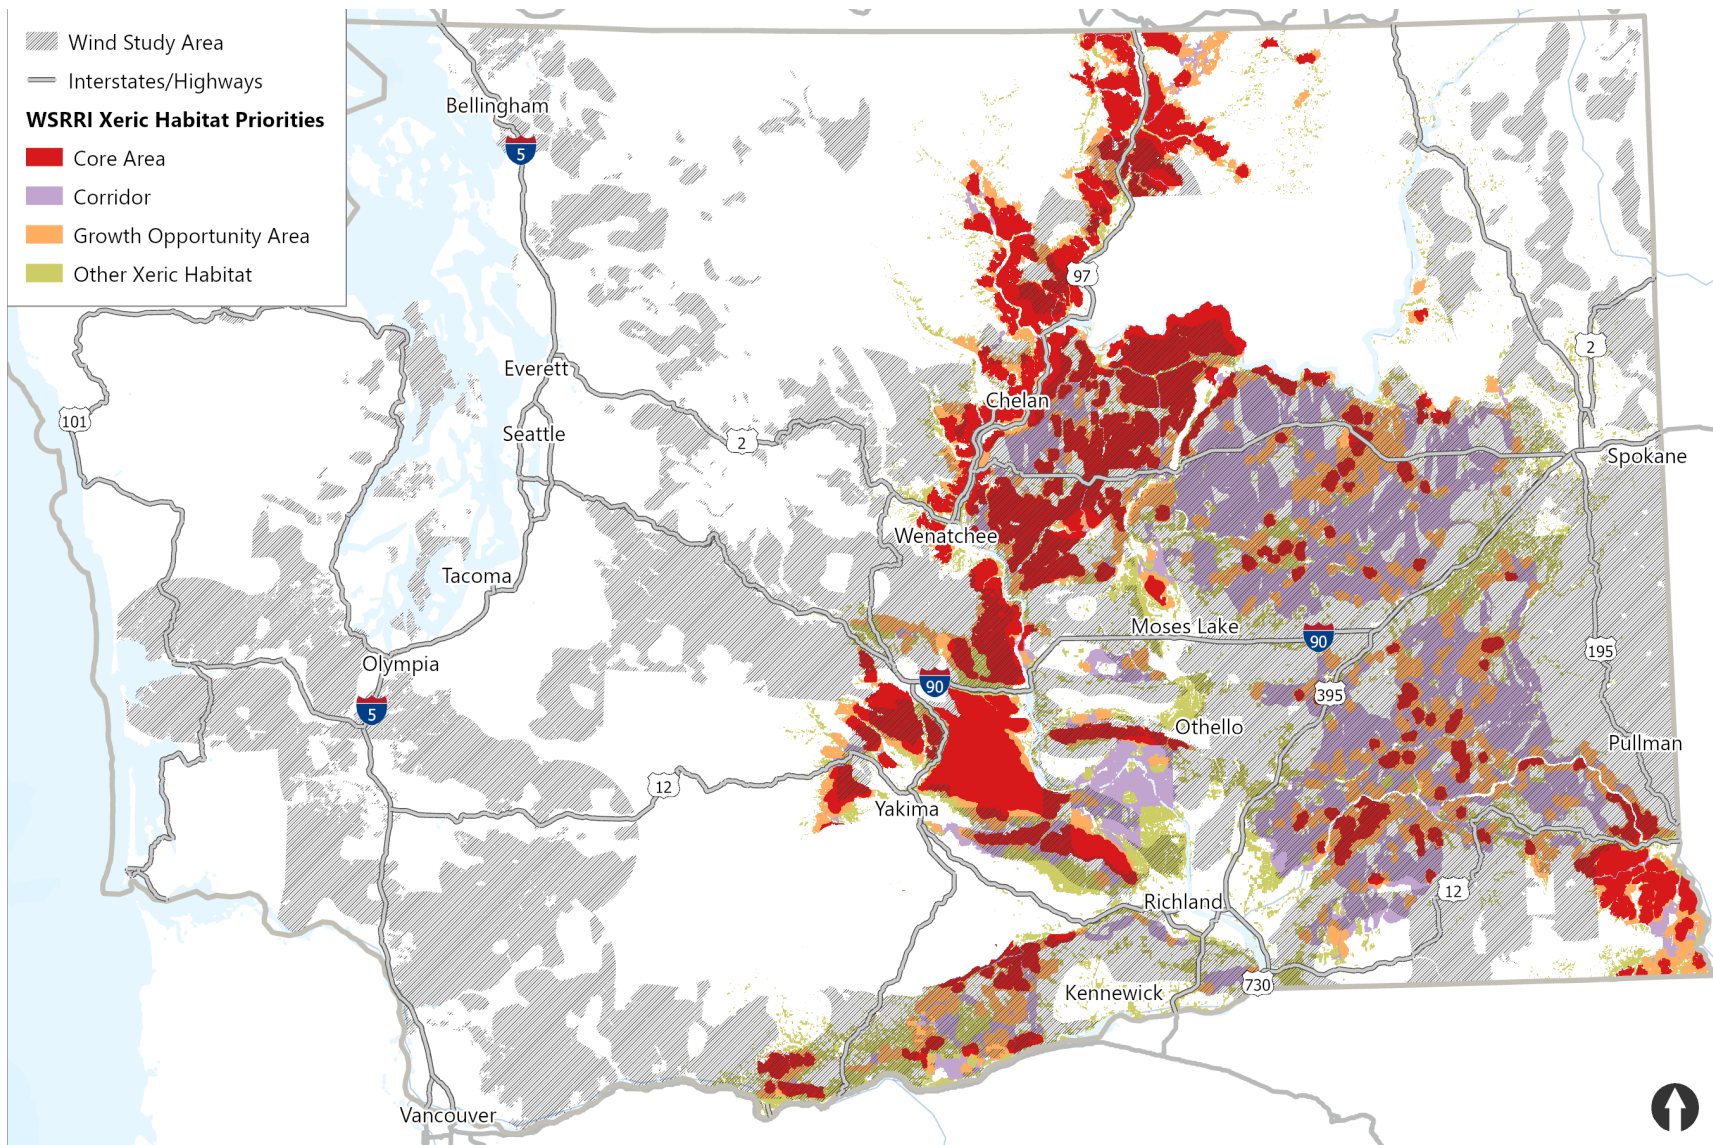 Wind Study Area
Interstates/Highways
WSRRI Xeric Habitat Priorities
Core Area
Corridor
Growth Opportunity Area
Other Xeric Habitat
Bellingham
5
97
2
Everett
Chelan
101
Seattle
2
Spokane
Wenatchee
Tacoma
Moses Lake
90
195
Olympia
90
395
5
Othello
Pullman
12
Yakima
12
Richland
730
Kennewick
Vancouver